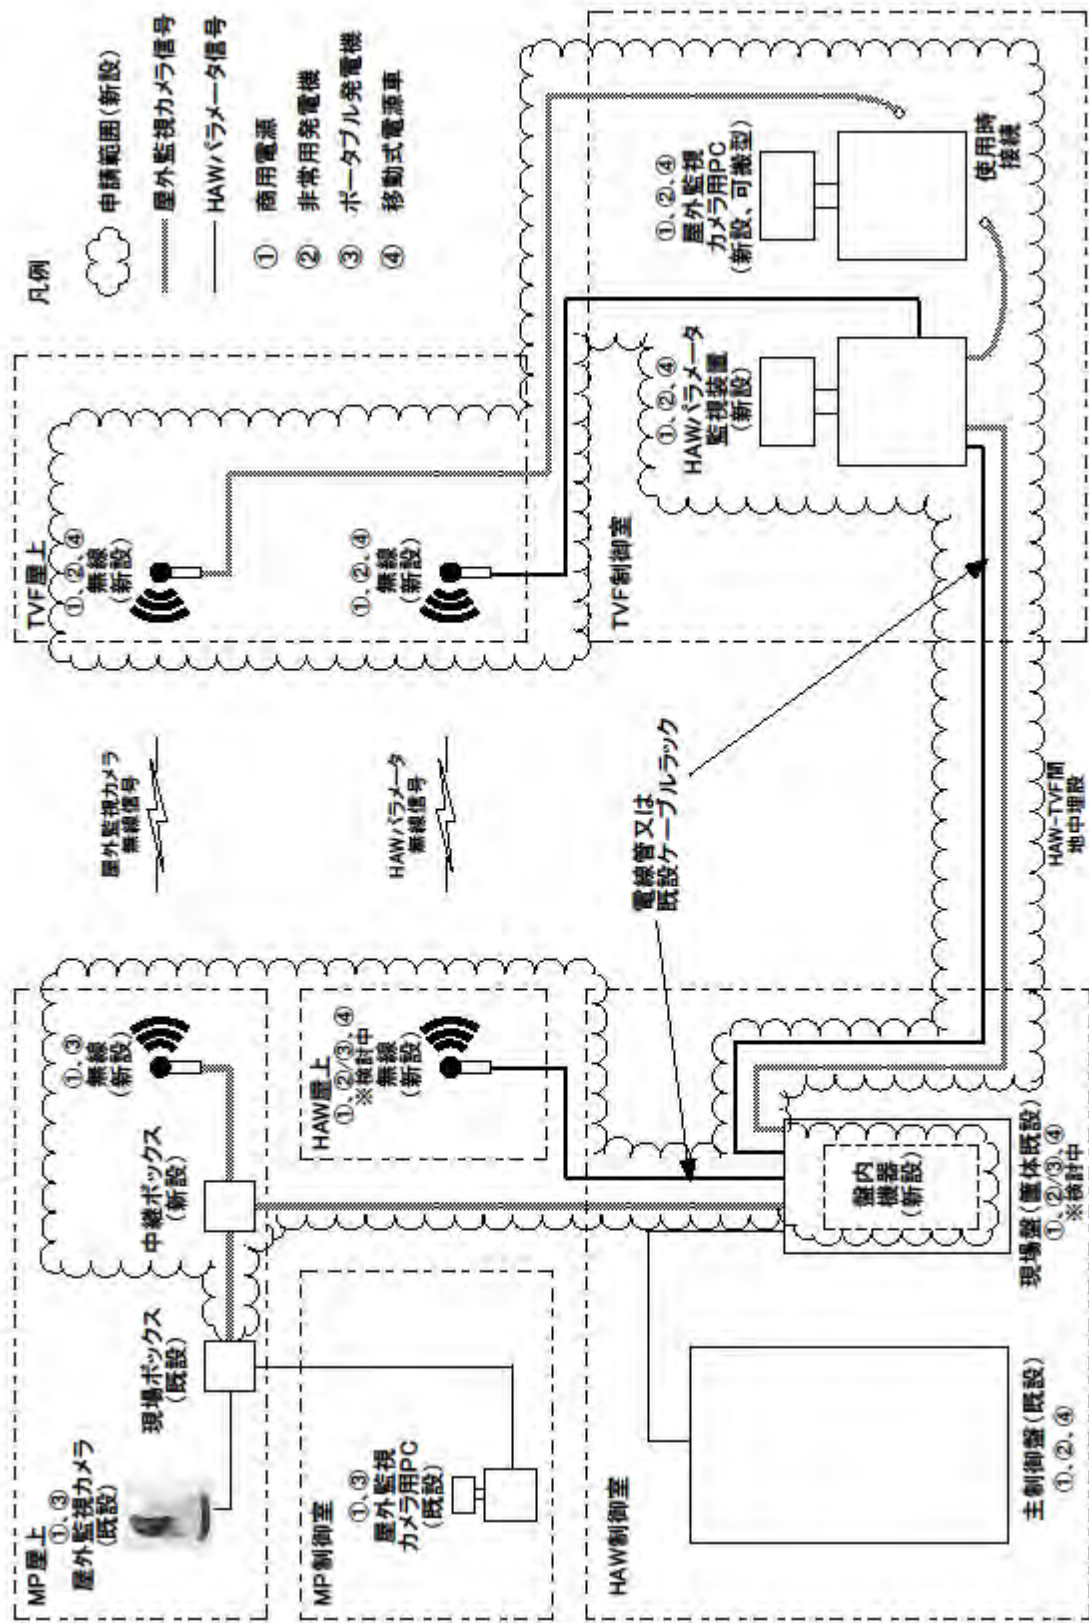 MP屋上
①、③
屋外監視カメラ
(既設)
現場ボックス
(既設)
中継ボックス
(新設)
①、③
無線
(新設)
MP制御室
①、③
屋外監視
カメラ用PC
(既設)
HAW屋上
①、②/③、④
※検討中
無線
(新設)
HAW制御室
主制御盤(既設)
①、②、④
盤内
機器
(新設)
現場盤(筐体既設)
①、②/③、④
※検討中
屋外監視カメラ
無線信号
HAWパラメータ
無線信号
電線管又は
既設ケーブルラック
HAW-TVF間
地中埋設
TVF屋上
①、②、④
無線
(新設)
①、②、④
無線
(新設)
TVF制御室
①、②、④
HAWパラメータ
監視装置
(新設)
①、②、④
屋外監視
カメラ用PC
(新設、可搬型)
使用時
接続
凡例
申請範囲(新設)
屋外監視カメラ信号
HAWパラメータ信号
① 商用電源
② 非常用発電機
③ ポータブル発電機
④ 移動式電源車